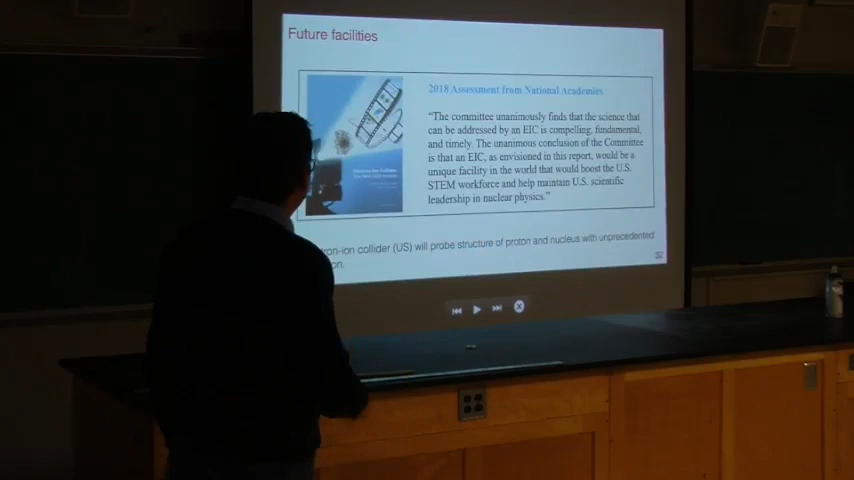 Future facilities
2018 Assessment from National Academies
“The committee unanimously finds that the science that
can be addressed by an EIC is compelling, fundamental,
and timely. The unanimous conclusion of the Committee
is that an EIC, as envisioned in this report, would be a
unique facility in the world that would boost the U.S.
STEM workforce and help maintain U.S. scientific
leadership in nuclear physics.”
tron-ion collider (US) will probe structure of proton and nucleus with unprecedented
on.